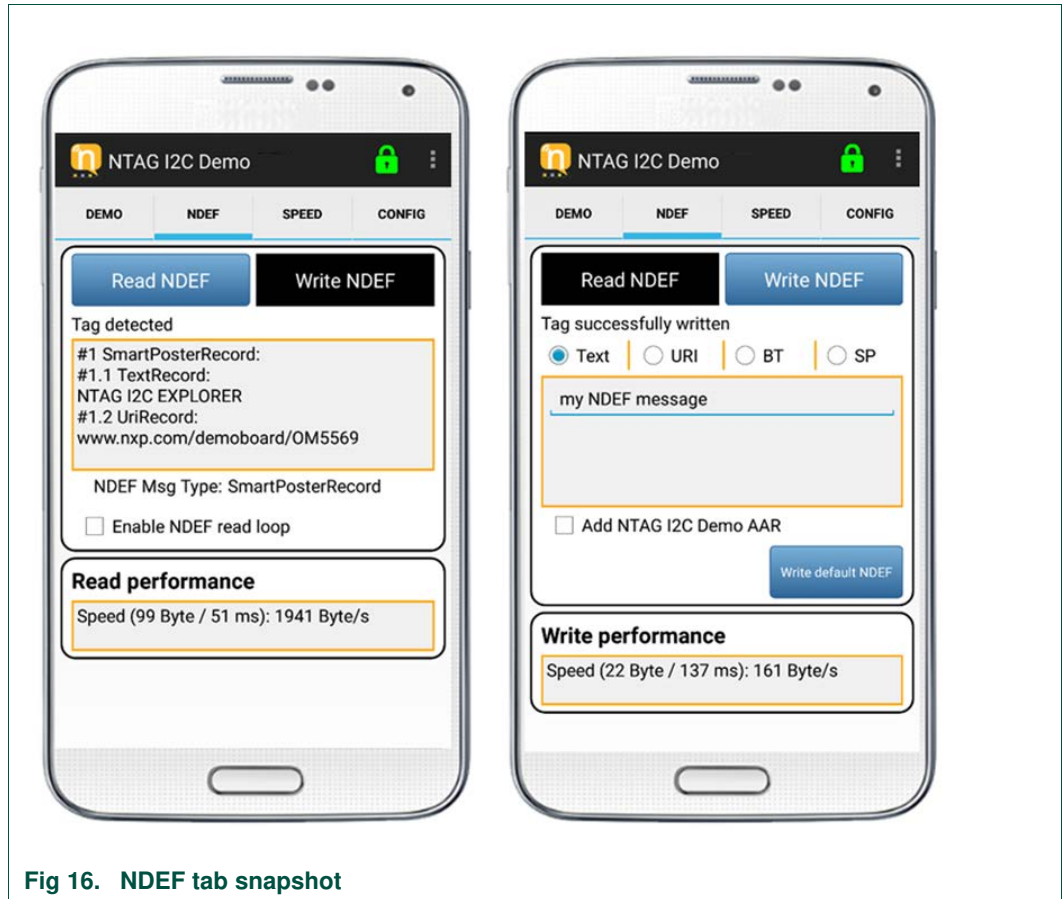 NTAG I2C Demo
DEMO NDEF SPEED CONFIG
Read NDEF Write NDEF
Tag detected
#1 SmartPosterRecord:
#1.1 TextRecord:
NTAG I2C EXPLORER
#1.2 UriRecord:
www.nxp.com/demoboard/OM5569
NDEF Msg Type: SmartPosterRecord
Enable NDEF read loop
Read performance
Speed (99 Byte / 51 ms): 1941 Byte/s
NTAG I2C Demo
DEMO NDEF SPEED CONFIG
Read NDEF Write NDEF
Tag successfully written
Text URI BT SP
my NDEF message
Add NTAG I2C Demo AAR
Write default NDEF
Write performance
Speed (22 Byte / 137 ms): 161 Byte/s
Fig 16. NDEF tab snapshot